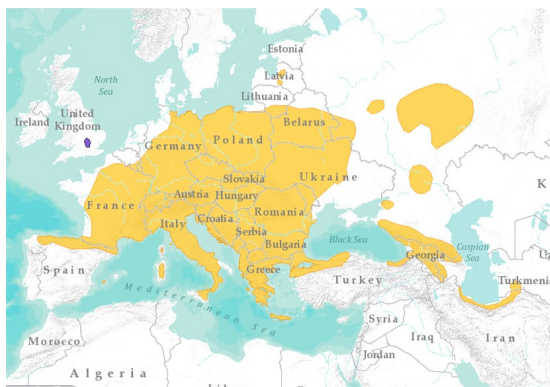 Estonia
North
Sea
Latvia
Lithuania
Ireland
United
Kingdom
Belarus
Germany
Poland
Slovakia
Ukraine
Austria
Hungary
K
France
Romania
Croatia
Italy
Serbia
Bulgaria
Black Sea
Caspian
Sea
Georgia
Uz
Spain
Greece
Turkey
Turkmeni
Mediterranean Sea
Syria
Iraq
Iran
Morocco
Jordan
Algeria